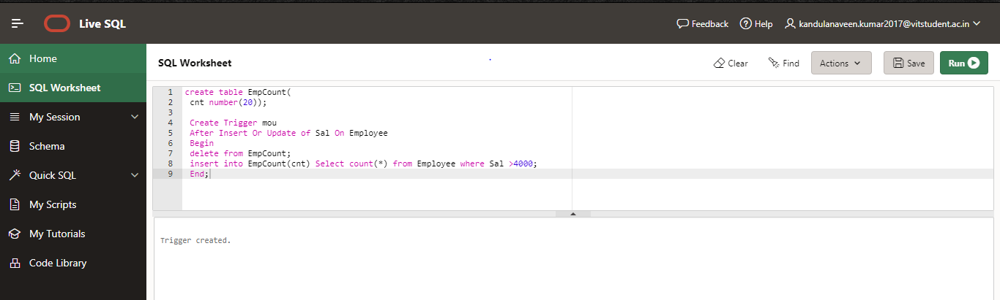 Live SQL
Feedback
Help
kandulanaveen.kumar2017@vitstudent.ac.in
Home
SQL Worksheet
My Session
Schema
Quick SQL
My Scripts
My Tutorials
Code Library
SQL Worksheet
Clear
Find
Actions
Save
Run
1 create table EmpCount(
2 cnt number(20));
3
4 Create Trigger mou
5 After Insert Or Update of Sal On Employee
6 Begin
7 delete from EmpCount;
8 insert into EmpCount(cnt) Select count(*) from Employee where Sal >4000;
9 End;
Trigger created.